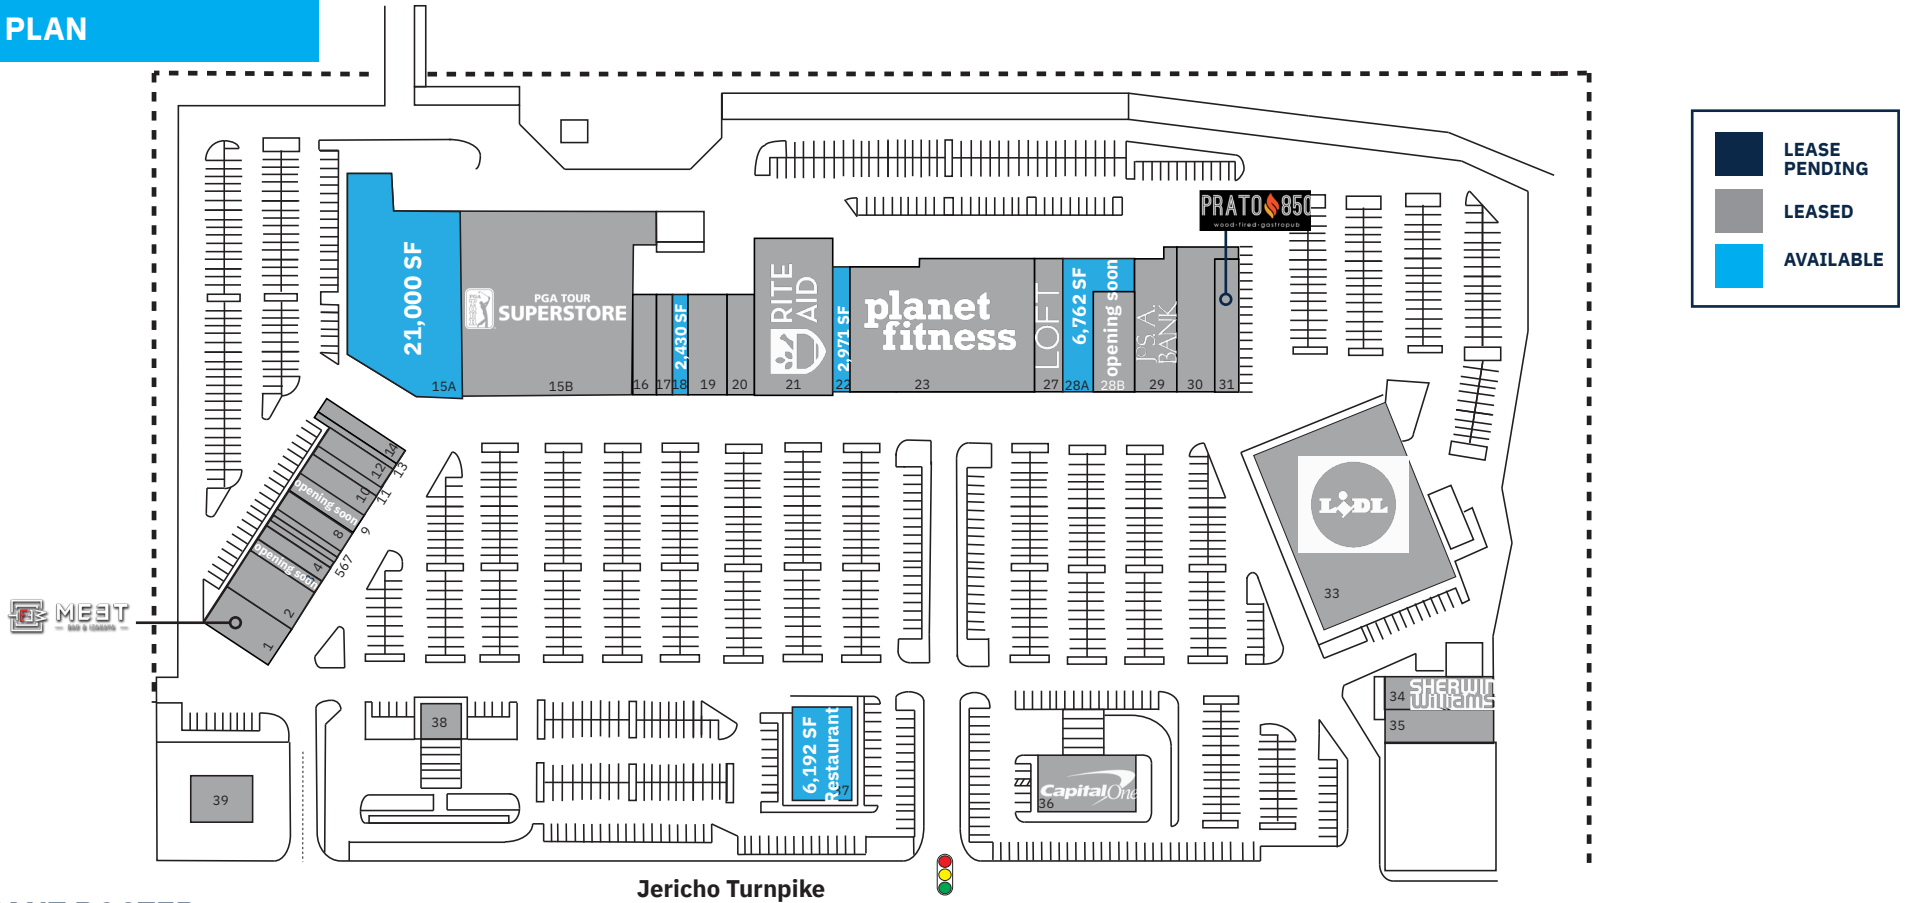 PLAN
LEASE
PENDING
LEASED
AVAILABLE
PRATO 850
wood-fired-gastropub
21,000 SF
15A
PGA TOUR
SUPERSTORE
15B
16
17
2,430 SF
18
19
20
RITE
AID
21
2,971 SF
22
planet
fitness
23
LOFT
27
6,762 SF
28A
opening soon
28B
JoS. A.
BANK
29
30
31
14
13
12
11
10
opening soon
9
8
567
4
opening soon
2
1
MEET
LIDL
33
34
SHERWIN
WILLIAMS
35
38
39
6,192 SF
Restaurant
37
Capital One
36
Jericho Turnpike